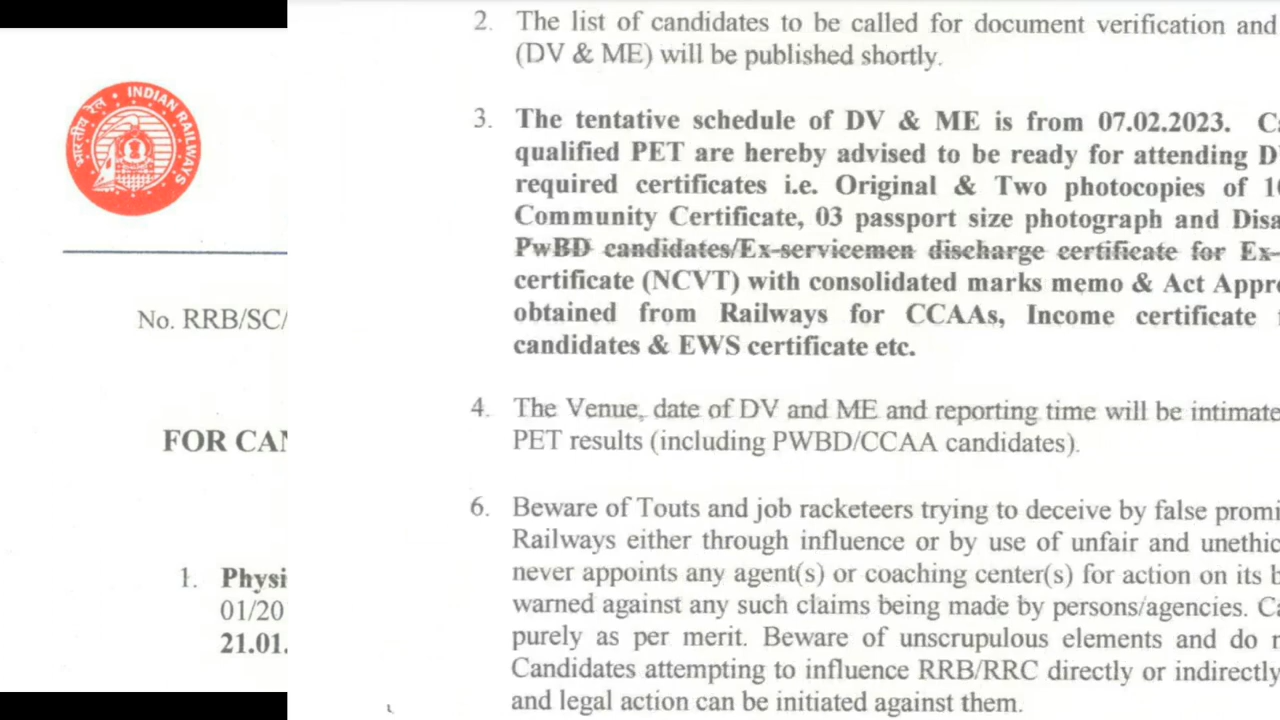 भारतीय रेल • INDIAN RAILWAYS
No. RRB/SC/
FOR CAN
1. Physi
01/20
21.01.
2. The list of candidates to be called for document verification and
(DV & ME) will be published shortly.
3. The tentative schedule of DV & ME is from 07.02.2023. Ca
qualified PET are hereby advised to be ready for attending D
required certificates i.e. Original & Two photocopies of 10
Community Certificate, 03 passport size photograph and Disa
PwBD candidates/Ex-servicemen discharge certificate for Ex-
certificate (NCVT) with consolidated marks memo & Act Appre
obtained from Railways for CCAAs, Income certificate f
candidates & EWS certificate etc.
4. The Venue, date of DV and ME and reporting time will be intimate
PET results (including PWBD/CCAA candidates).
6. Beware of Touts and job racketeers trying to deceive by false promi
Railways either through influence or by use of unfair and unethic
never appoints any agent(s) or coaching center(s) for action on its b
warned against any such claims being made by persons/agencies. Ca
purely as per merit. Beware of unscrupulous elements and do n
Candidates attempting to influence RRB/RRC directly or indirectly
and legal action can be initiated against them.